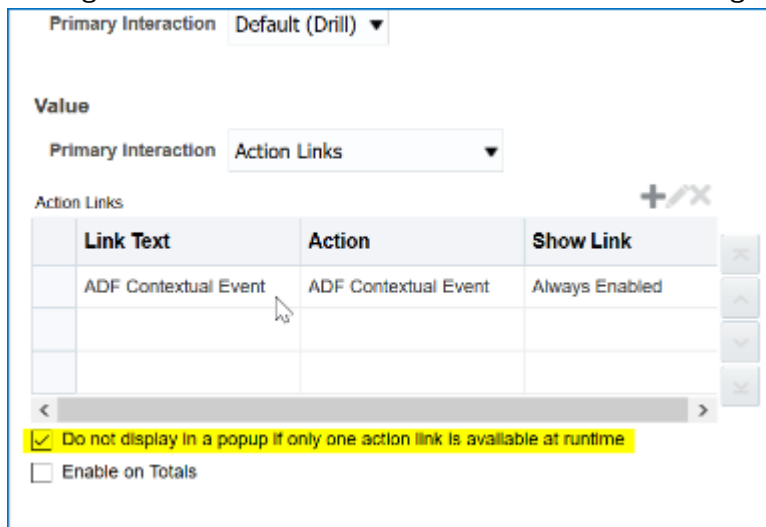 Primary Interaction Default (Drill)
Value
Primary Interaction Action Links
Action Links
Link Text Action Show Link
ADF Contextual Event ADF Contextual Event Always Enabled
Do not display in a popup if only one action link is available at runtime
Enable on Totals